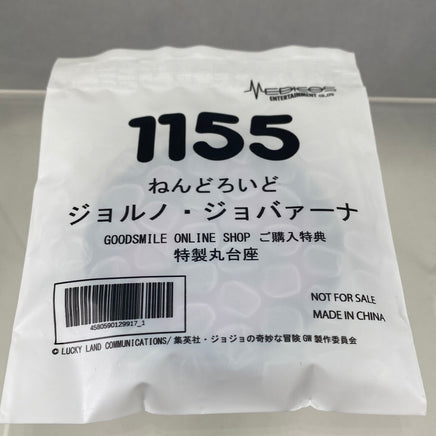 MEDICOS
ENTERTAINMENT CO.,LTD
1155
ねんどろいど
ジョルノ・ジョバァーナ
GOODSMILE ONLINE SHOP ご購入特典
特製丸台座
4580590129917_1
NOT FOR SALE
MADE IN CHINA
© LUCKY LAND COMMUNICATIONS/集英社・ジョジョの奇妙な冒険GW製作委員会